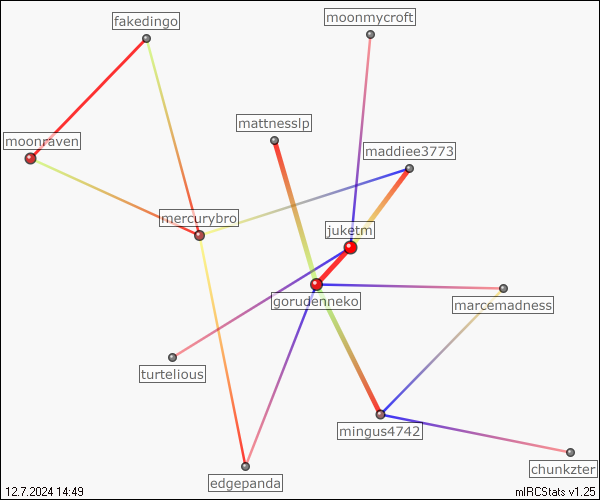 fakedingo
moonmycroft
mattnesslp
moonraven
maddiee3773
mercurybro
juketm
gorudenneko
marcemadness
turtelious
mingus4742
chunkzter
edgepanda
12.7.2024 14:49
mIRCStats v1.25